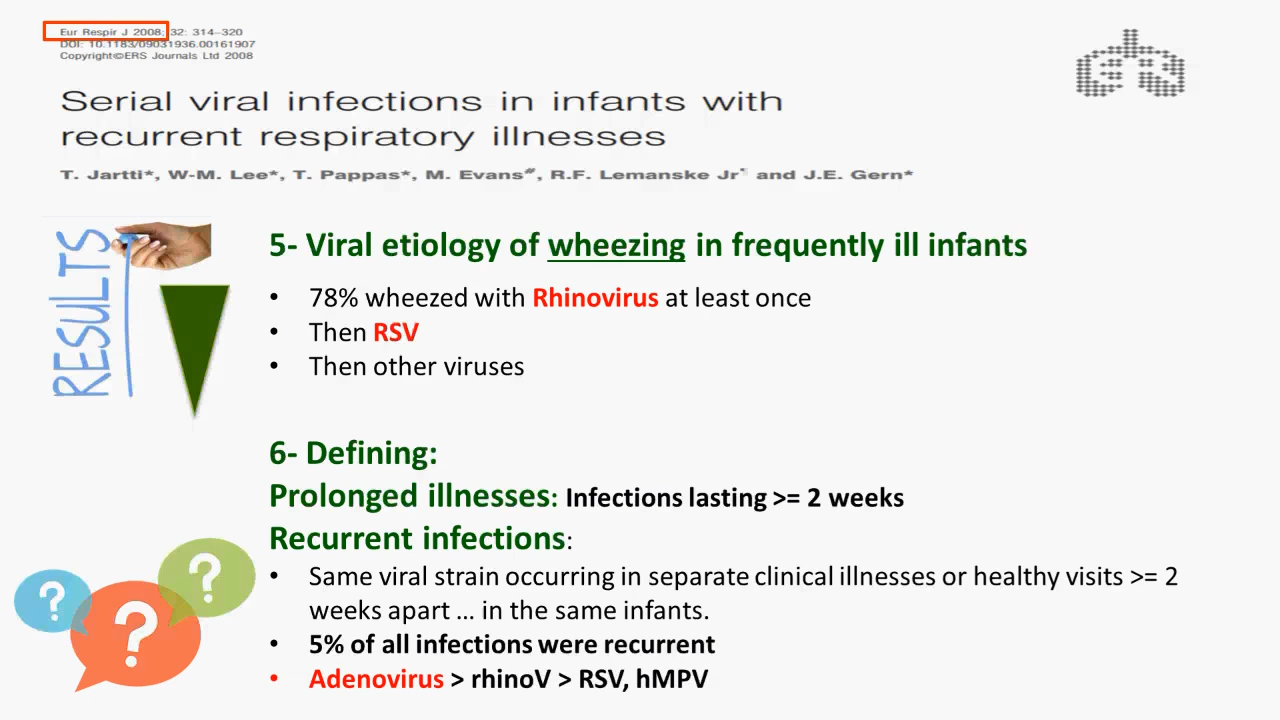 Eur Respir J 2008; 32: 314–320
DOI: 10.1183/09031936.00161907
Copyright©ERS Journals Ltd 2008
ERS
Serial viral infections in infants with
recurrent respiratory illnesses
T. Jartti*, W-M. Lee*, T. Pappas*, M. Evans#, R.F. Lemanske Jr¶ and J.E. Gern*
RESULTS
5- Viral etiology of wheezing in frequently ill infants
• 78% wheezed with Rhinovirus at least once
• Then RSV
• Then other viruses
6- Defining:
Prolonged illnesses: Infections lasting >= 2 weeks
Recurrent infections:
• Same viral strain occurring in separate clinical illnesses or healthy visits >= 2
weeks apart … in the same infants.
• 5% of all infections were recurrent
• Adenovirus > rhinoV > RSV, hMPV
? ? ?